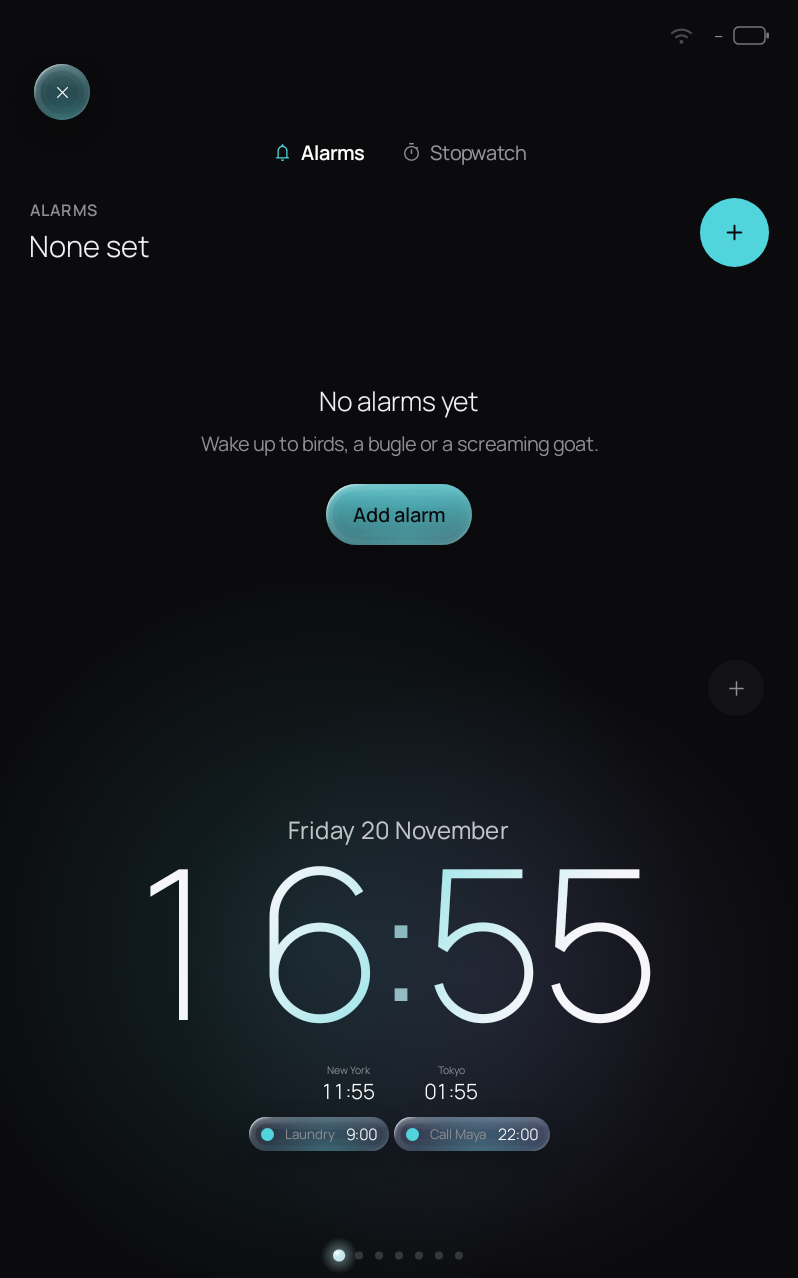 Alarms Stopwatch
ALARMS
None set
No alarms yet
Wake up to birds, a bugle or a screaming goat.
Add alarm
Friday 20 November
16:55
New York Tokyo
11:55 01:55
Laundry 9:00 Call Maya 22:00